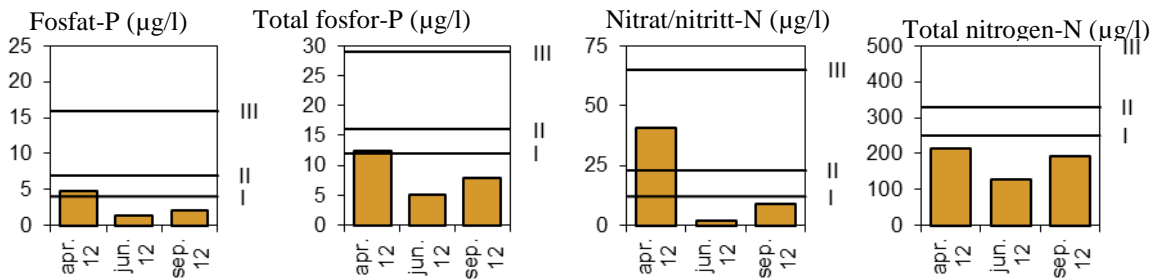 Fosfat-P (µg/l)
25
20
15
10
5
0
III
II
I
apr. 12
jun. 12
sep. 12
Total fosfor-P (µg/l)
30
25
20
15
10
5
0
III
II
I
apr. 12
jun. 12
sep. 12
Nitrat/nitritt-N (µg/l)
75
50
25
0
III
II
I
apr. 12
jun. 12
sep. 12
Total nitrogen-N (µg/l)
500
400
300
200
100
0
III
II
I
apr. 12
jun. 12
sep. 12